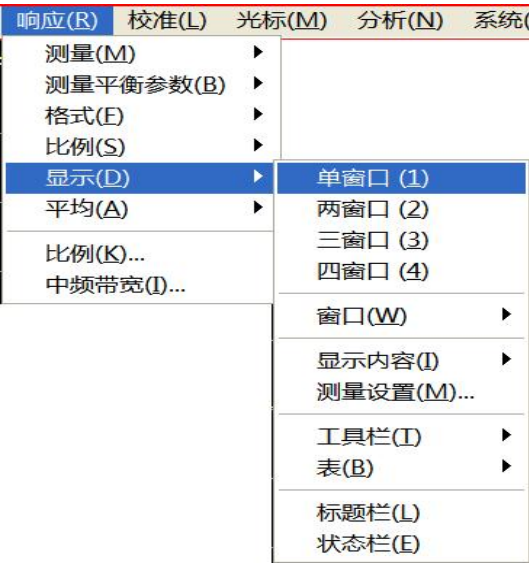 响应(R) 校准(L) 光标(M) 分析(N) 系统(
测量(M)
测量平衡参数(B)
格式(F)
比例(S)
显示(D)
平均(A)
比例(K)...
中频带宽(I)...
单窗口 (1)
两窗口 (2)
三窗口 (3)
四窗口 (4)
窗口(W)
显示内容(I)
测量设置(M)...
工具栏(T)
表(B)
标题栏(L)
状态栏(E)